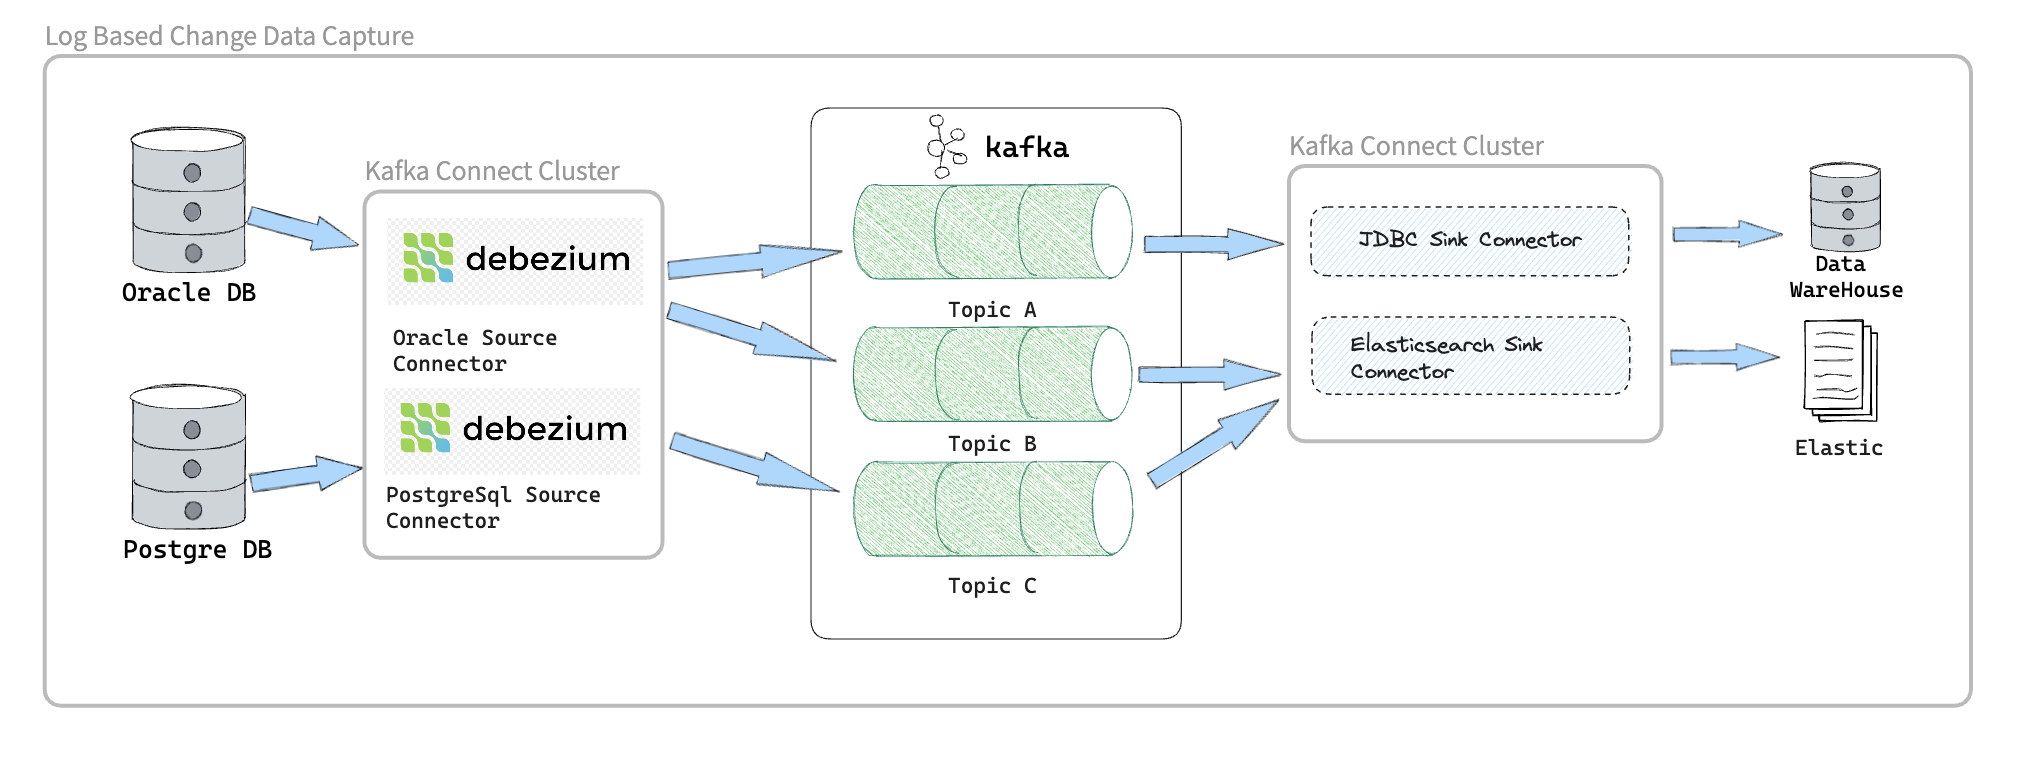 Log Based Change Data Capture
Oracle DB
Postgre DB
Kafka Connect Cluster
debezium
Oracle Source
Connector
debezium
PostgreSql Source
Connector
kafka
Topic A
Topic B
Topic C
Kafka Connect Cluster
JDBC Sink Connector
Elasticsearch Sink
Connector
Data
WareHouse
Elastic